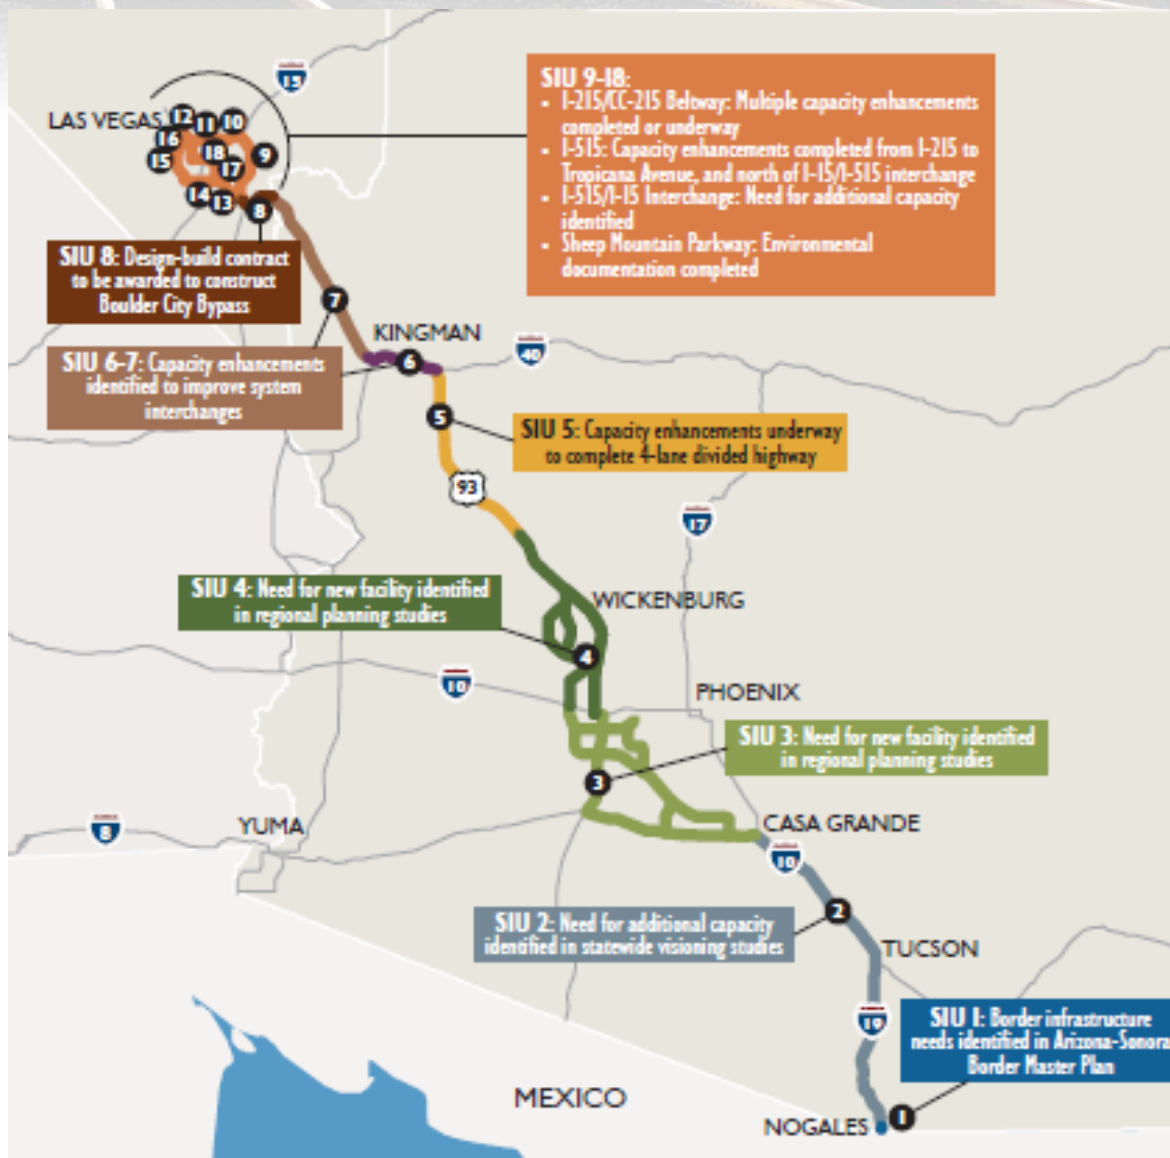 15
LAS VEGAS
12
11
10
16
15
18
17
9
14
13
8
SIU 9-18:
• I-215/CC-215 Beltway: Multiple capacity enhancements
completed or underway
• I-515: Capacity enhancements completed from I-215 to
Tropicana Avenue, and north of I-15/I-515 interchange
• I-515/I-15 Interchange: Need for additional capacity
identified
• Sheep Mountain Parkway: Environmental
documentation completed
SIU 8: Design-build contract
to be awarded to construct
Boulder City Bypass
7
KINGMAN
6
40
SIU 6-7: Capacity enhancements
identified to improve system
interchanges
5
SIU 5: Capacity enhancements underway
to complete 4-lane divided highway
93
17
SIU 4: Need for new facility identified
in regional planning studies
WICKENBURG
4
10
PHOENIX
SIU 3: Need for new facility identified
in regional planning studies
3
8
YUMA
CASA GRANDE
10
2
SIU 2: Need for additional capacity
identified in statewide visioning studies
TUCSON
19
SIU 1: Border infrastructure
needs identified in Arizona-Sonora
Border Master Plan
MEXICO
NOGALES
1